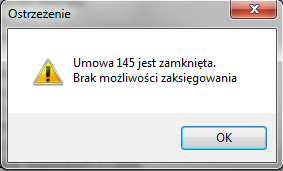 Ostrzeżenie
Umowa 145 jest zamknięta.
Brak możliwości zaksięgowania
OK